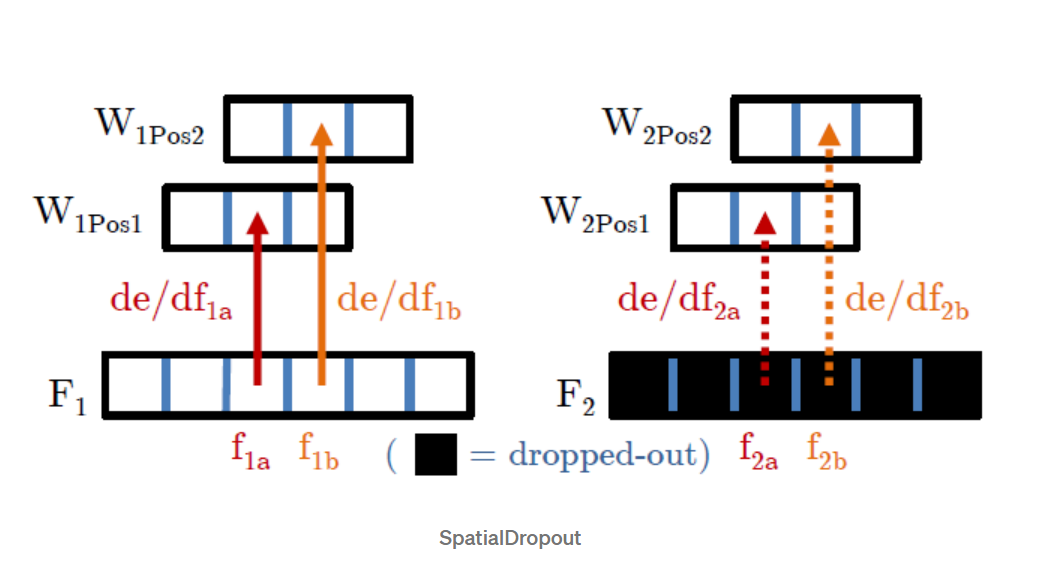 W1Pos2 W2Pos2
W1Pos1 W2Pos1
de/df1a de/df1b de/df2a de/df2b
F1 F2
f1a f1b ( = dropped-out) f2a f2b
SpatialDropout